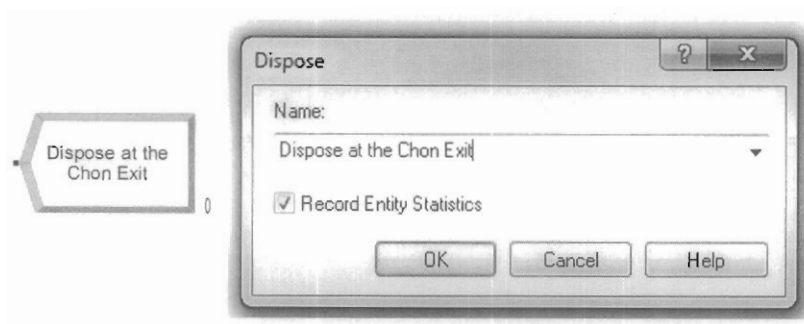 Dispose at the
Chon Exit
0
Dispose
?
X
Name:
Dispose at the Chon Exit
Record Entity Statistics
OK
Cancel
Help